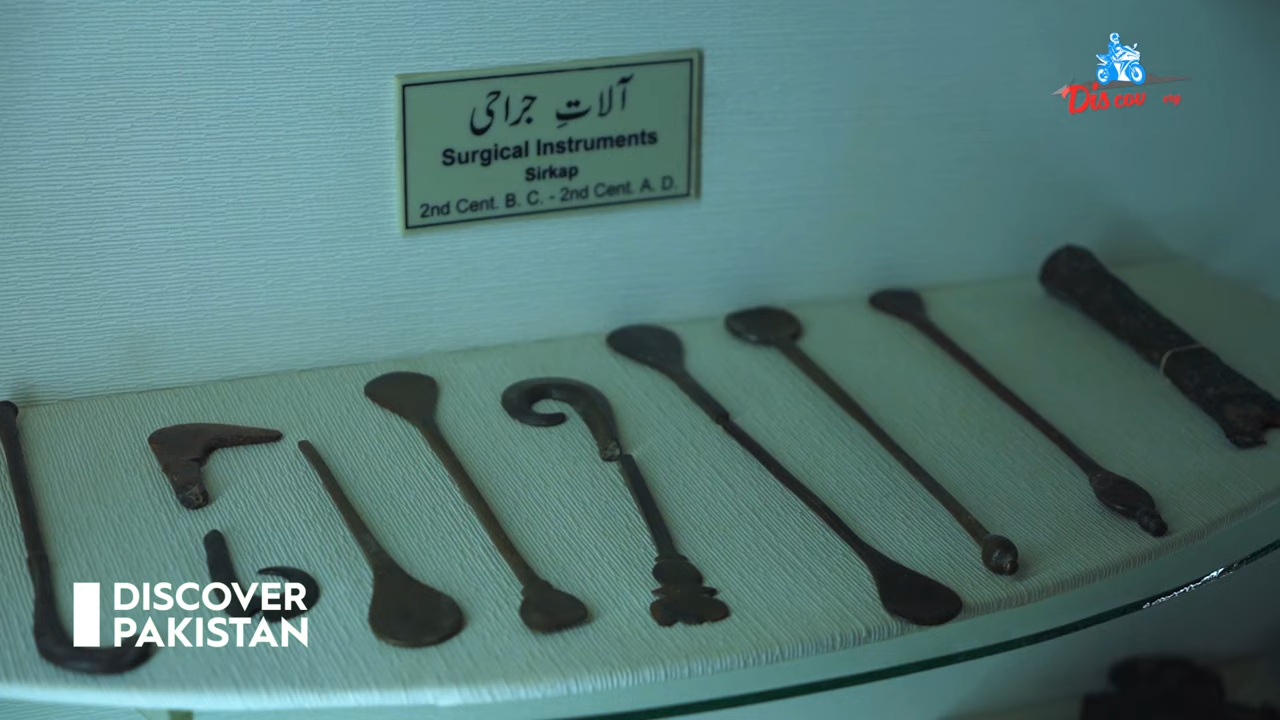 آلاتِ جراحی
Surgical Instruments
Sirkap
2nd Cent. B. C. - 2nd Cent. A. D.
DISCOVER
PAKISTAN